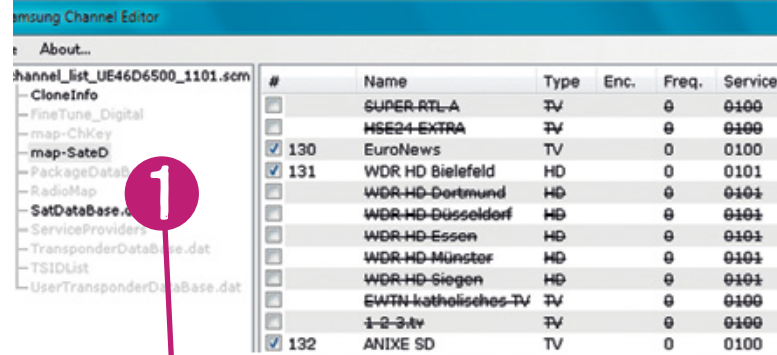 amsung Channel Editor
e About...
channel_list_UE46D6500_1101.scm
CloneInfo
FineTune_Digital
map-ChKey
map-SateD
PackageDataB
RadioMap
SatDataBase.d
ServiceProviders
TransponderDataBase.dat
TSIDList
UserTransponderDataBase.dat
1
# Name Type Enc. Freq. Service
SUPER RTL A TV 0 0100
HSE24 EXTRA TV 0 0100
130 EuroNews TV 0 0100
131 WDR HD Bielefeld HD 0 0101
WDR HD Dortmund HD 0 0101
WDR HD Düsseldorf HD 0 0101
WDR HD Essen HD 0 0101
WDR HD Münster HD 0 0101
WDR HD Siegen HD 0 0101
EWTN katholisches TV TV 0 0100
1-2-3.tv TV 0 0100
132 ANIXE SD TV 0 0100